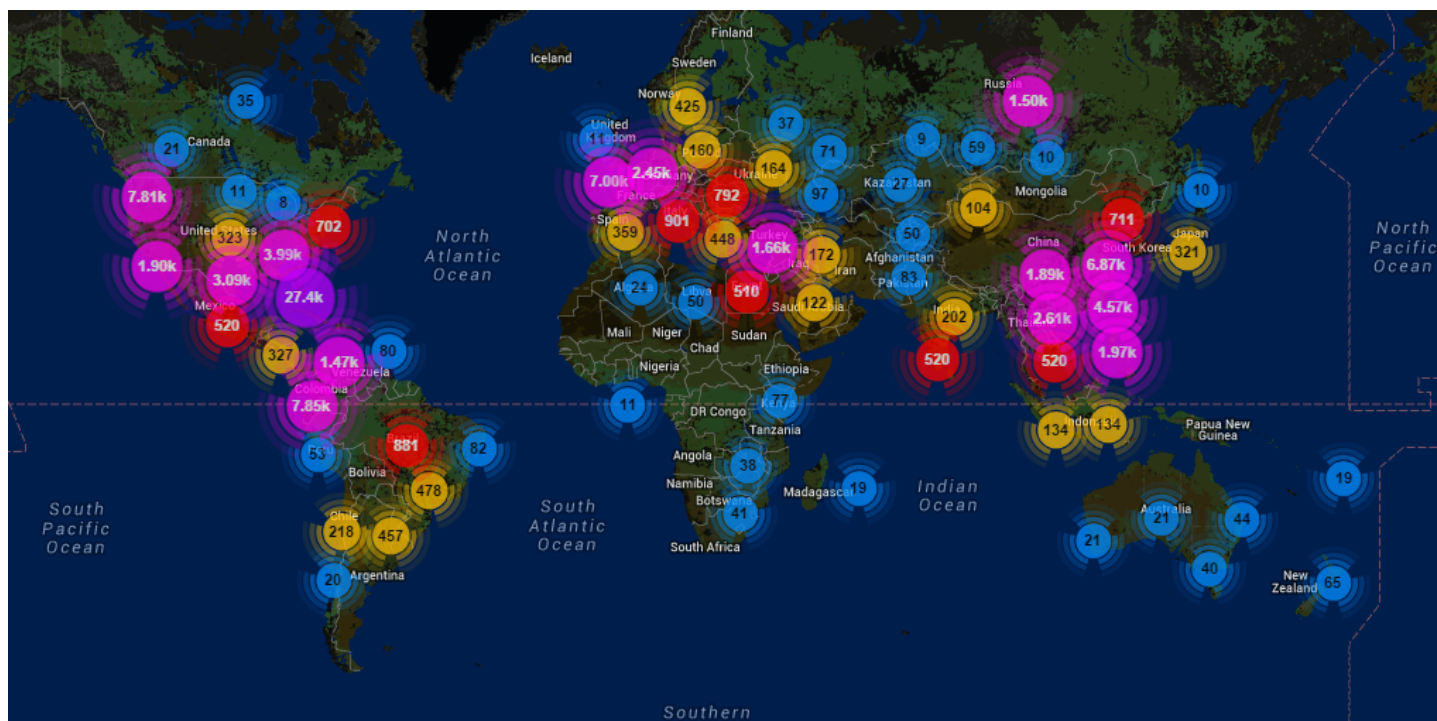 Finland
Iceland
Sweden
Norway
Russia
35
425
1.50k
United
Kingdom
37
11
Canada
21
160
71
9
59
10
7.81k
11
8
2.45k
7.00k
France
Ukraine
164
792
97
Kazakhstan
27
Mongolia
10
104
702
United States
323
Spain
359
901
448
Turkey
1.66k
172
Iraq
Iran
50
Afghanistan
711
China
South Korea
Japan
321
North
Atlantic
Ocean
North
Pacific
Ocean
3.99k
1.90k
3.09k
27.4k
Mexico
520
24
Libya
50
510
Saudi Arabia
122
83
Pakistan
India
202
1.89k
6.87k
4.57k
2.61k
Mali
Niger
Chad
Sudan
327
1.47k
80
Venezuela
Colombia
7.85k
Nigeria
Ethiopia
520
520
1.97k
11
DR Congo
77
Kenya
Tanzania
134
134
Papua New
Guinea
53
Peru
Brazil
881
82
Bolivia
478
Angola
38
Namibia
Botswana
41
Madagascar
19
Indian
Ocean
19
South
Pacific
Ocean
South
Atlantic
Ocean
Chile
218
457
South Africa
Australia
21
44
21
40
20
Argentina
New
Zealand
65
Southern